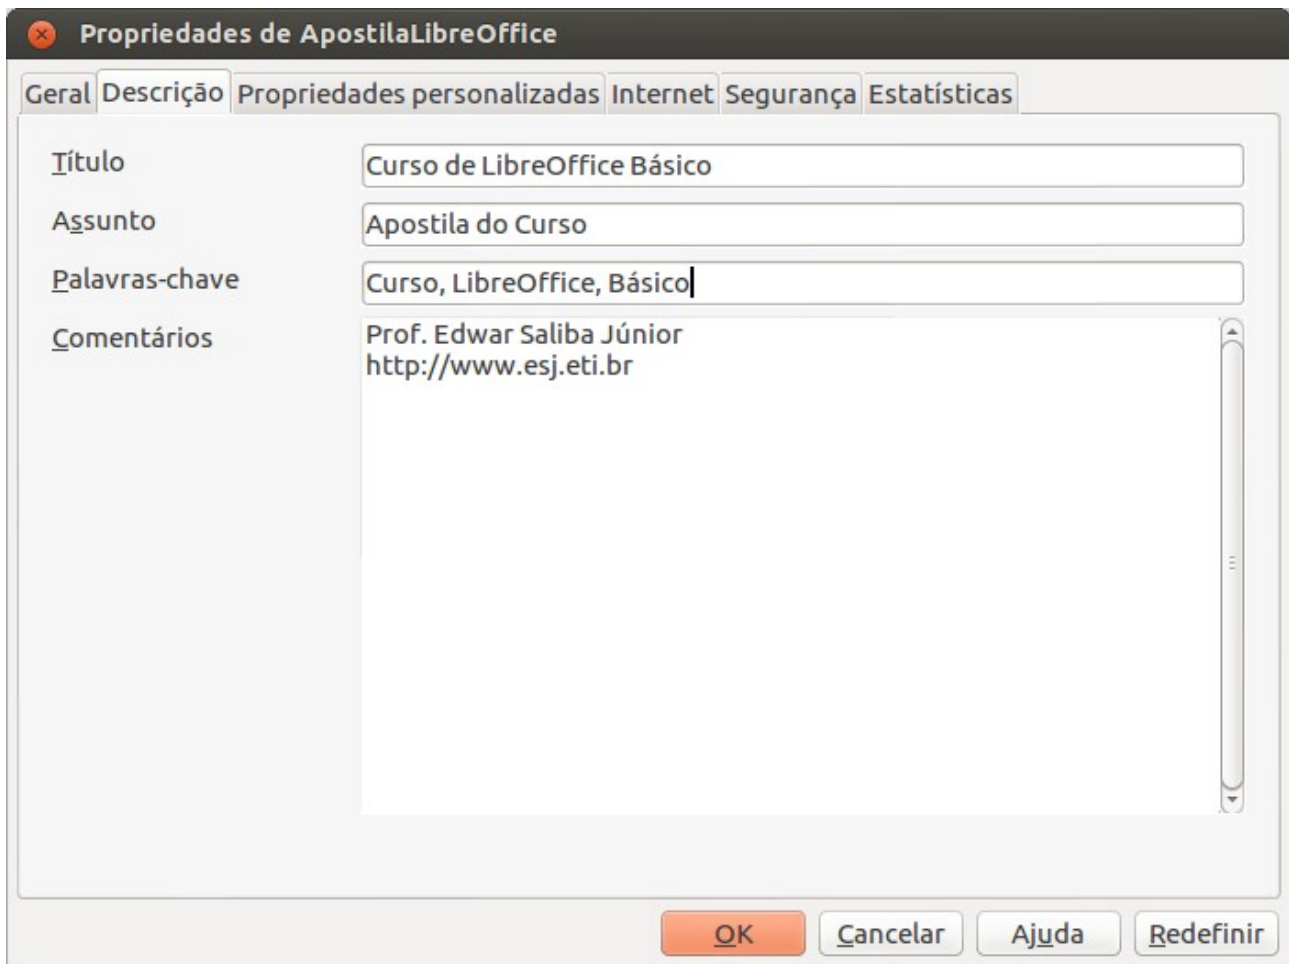 Propriedades de ApostilaLibreOffice
Geral Descrição Propriedades personalizadas Internet Segurança Estatísticas
Título Curso de LibreOffice Básico
Assunto Apostila do Curso
Palavras-chave Curso, LibreOffice, Básico
Comentários Prof. Edwar Saliba Júnior
http://www.esj.eti.br
OK Cancelar Ajuda Redefinir